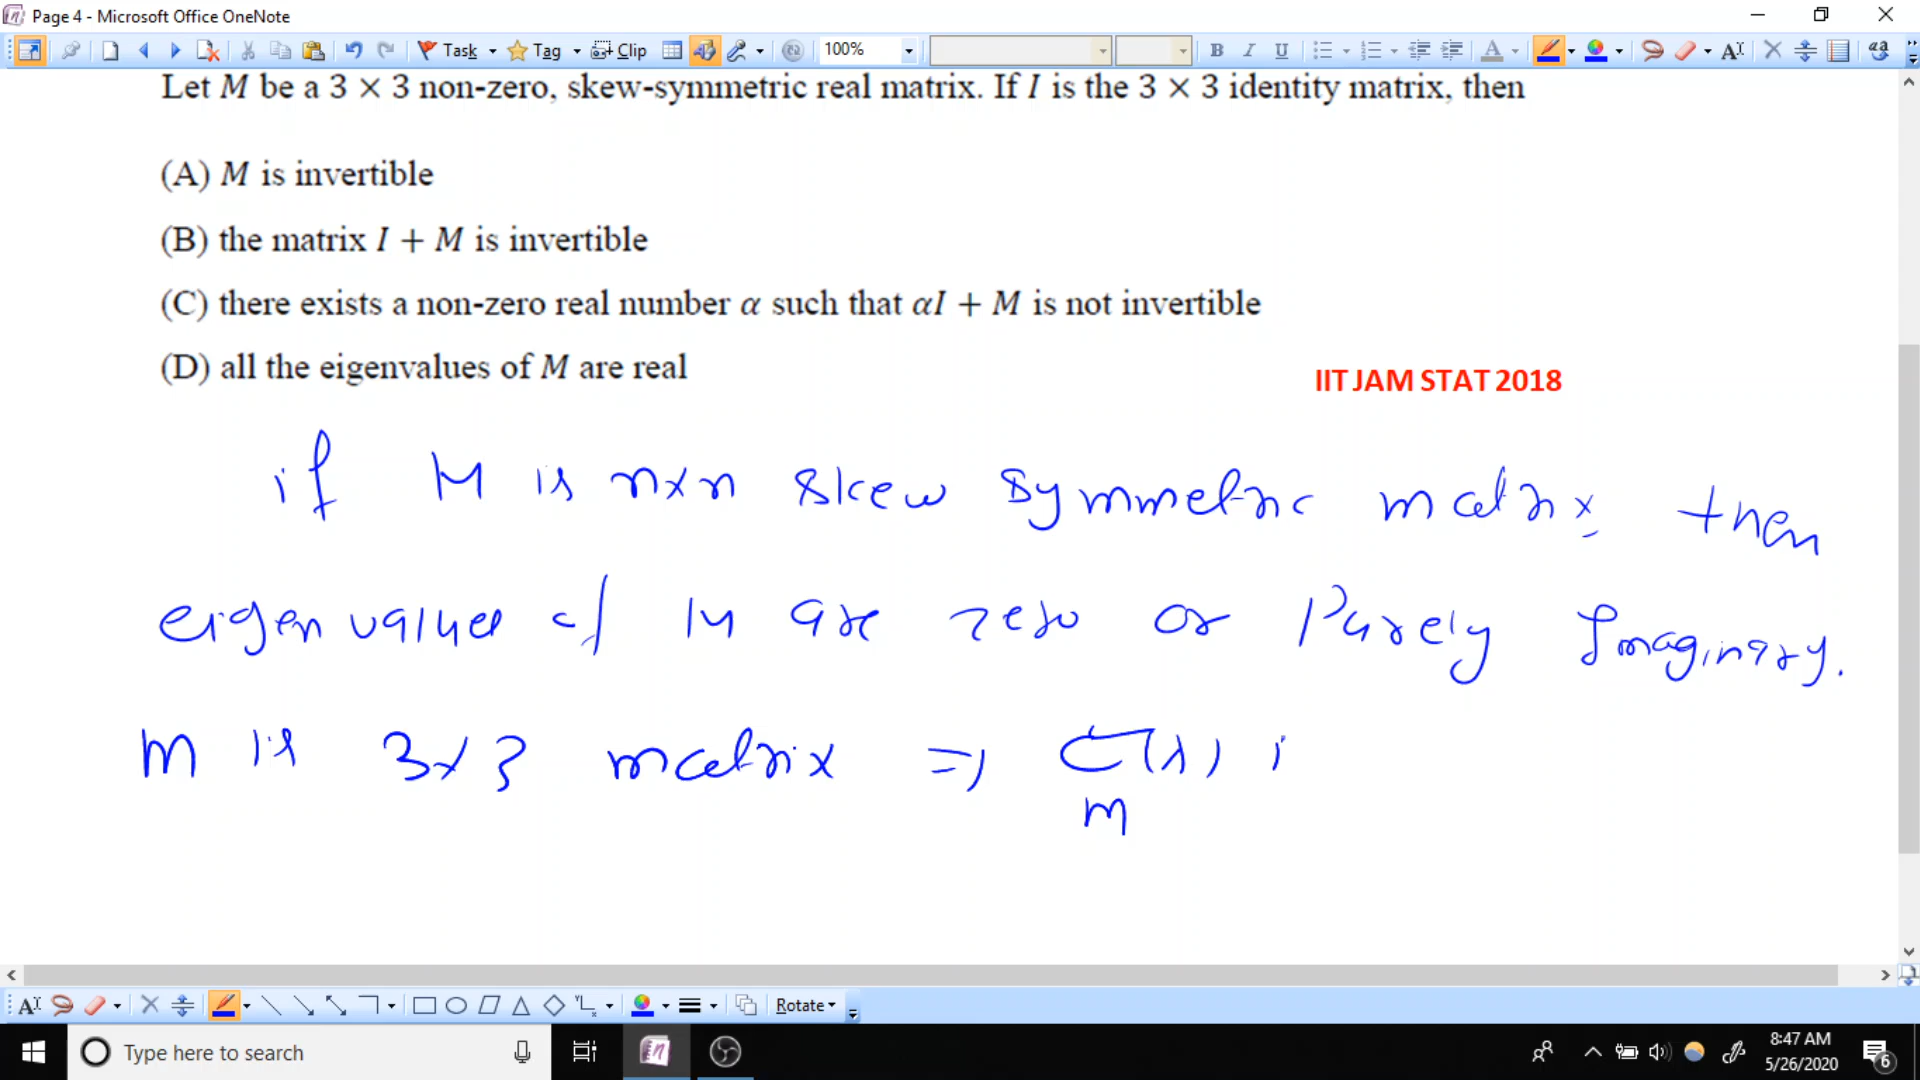 Page 4 - Microsoft Office OneNote
Task Tag Clip 100% B I U
Let M be a 3 × 3 non-zero, skew-symmetric real matrix. If I is the 3 × 3 identity matrix, then
(A) M is invertible
(B) the matrix I + M is invertible
(C) there exists a non-zero real number α such that αI + M is not invertible
(D) all the eigenvalues of M are real
IIT JAM STAT 2018
if M is n×n skew symmetric matrix then
eigen values of M are zero or Purely Imaginary.
M is 3×3 matrix ⇒ C(λ) i
M
Rotate
Type here to search
8:47 AM
5/26/2020
6